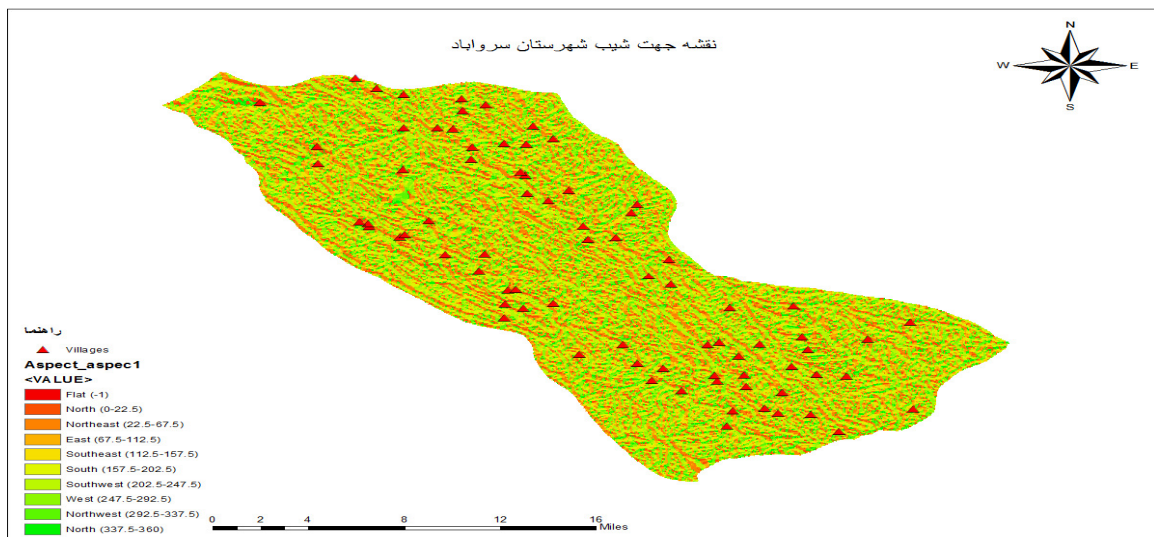 نقشه جهت شیب شهرستان سرواباد
N
W E
S
راهنما
Villages
Aspect_aspec1
<VALUE>
Flat (-1)
North (0-22.5)
Northeast (22.5-67.5)
East (67.5-112.5)
Southeast (112.5-157.5)
South (157.5-202.5)
Southwest (202.5-247.5)
West (247.5-292.5)
Northwest (292.5-337.5)
North (337.5-360)
0 2 4 8 12 16
Miles